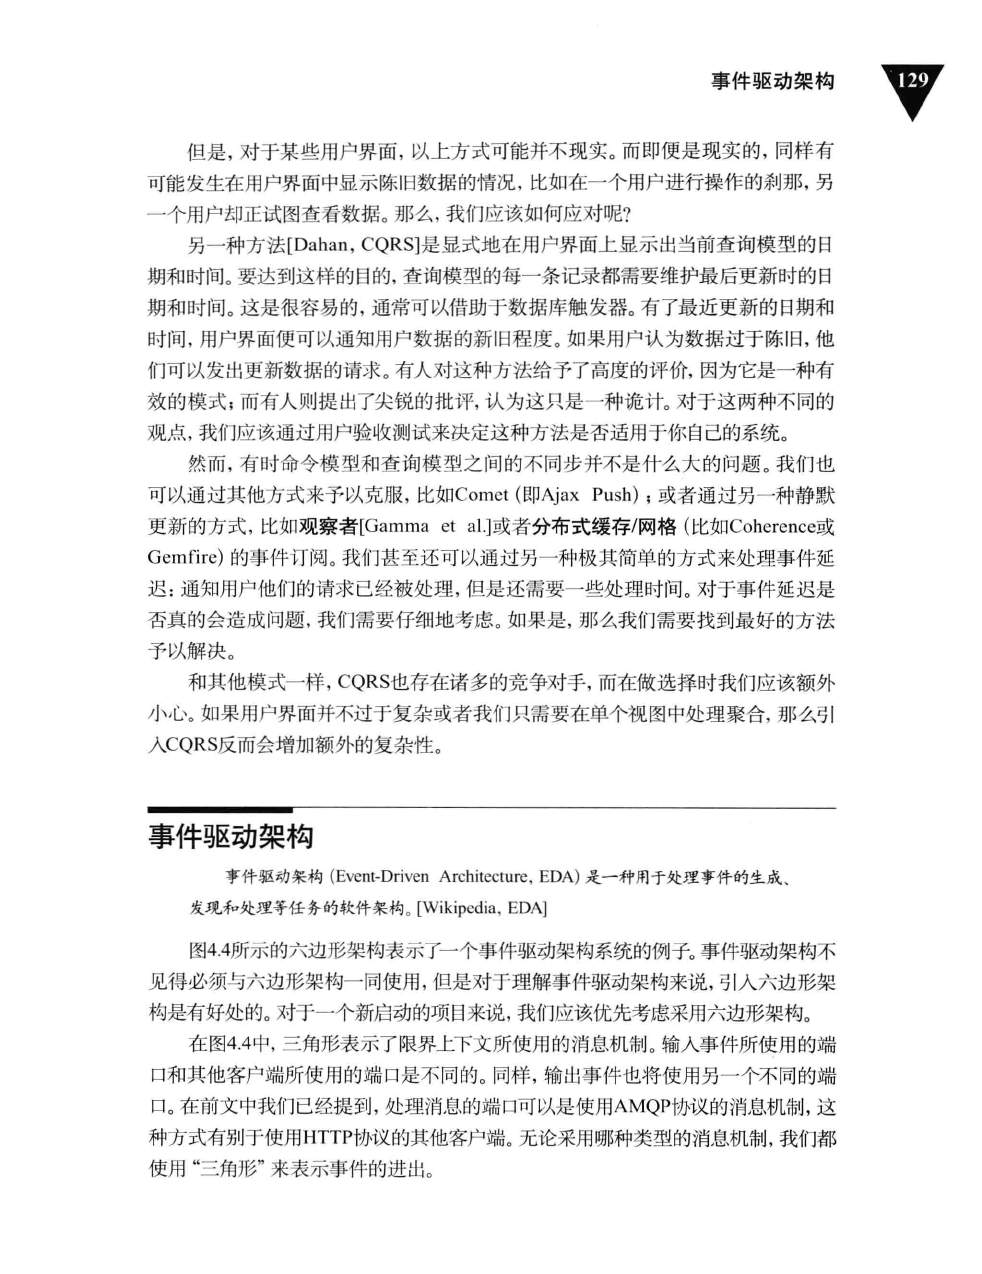 事件驱动架构
129
但是，对于某些用户界面，以上方式可能并不现实。而即便是现实的，同样有
可能发生在用户界面中显示陈旧数据的情况，比如在一个用户进行操作的刹那，另
一个用户却正试图查看数据。那么，我们应该如何应对呢？
另一种方法[Dahan, CQRS]是显式地在用户界面上显示出当前查询模型的日
期和时间。要达到这样的目的，查询模型的每一条记录都需要维护最后更新时的日
期和时间。这是很容易的，通常可以借助于数据库触发器。有了最近更新的日期和
时间，用户界面便可以通知用户数据的新旧程度。如果用户认为数据过于陈旧，他
们可以发出更新数据的请求。有人对这种方法给予了高度的评价，因为它是一种有
效的模式；而有人则提出了尖锐的批评，认为这只是一种诡计。对于这两种不同的
观点，我们应该通过用户验收测试来决定这种方法是否适用于你自己的系统。
然而，有时命令模型和查询模型之间的不同步并不是什么大的问题。我们也
可以通过其他方式来予以克服，比如Comet（即Ajax Push）；或者通过另一种静默
更新的方式，比如观察者[Gamma et al.]或者分布式缓存/网格（比如Coherence或
Gemfire）的事件订阅。我们甚至还可以通过另一种极其简单的方式来处理事件延
迟：通知用户他们的请求已经被处理，但是还需要一些处理时间。对于事件延迟是
否真的会造成问题，我们需要仔细地考虑。如果是，那么我们需要找到最好的方法
予以解决。
和其他模式一样，CQRS也存在诸多的竞争对手，而在做选择时我们应该额外
小心。如果用户界面并不过于复杂或者我们只需要在单个视图中处理聚合，那么引
入CQRS反而会增加额外的复杂性。
事件驱动架构
事件驱动架构（Event-Driven Architecture, EDA）是一种用于处理事件的生成、
发现和处理等任务的软件架构。[Wikipedia, EDA]
图4.4所示的六边形架构表示了一个事件驱动架构系统的例子。事件驱动架构不
见得必须与六边形架构一同使用，但是对于理解事件驱动架构来说，引入六边形架
构是有好处的。对于一个新启动的项目来说，我们应该优先考虑采用六边形架构。
在图4.4中，三角形表示了限界上下文所使用的消息机制。输入事件所使用的端
口和其他客户端所使用的端口是不同的。同样，输出事件也将使用另一个不同的端
口。在前文中我们已经提到，处理消息的端口可以是使用AMQP协议的消息机制，这
种方式有别于使用HTTP协议的其他客户端。无论采用哪种类型的消息机制，我们都
使用“三角形”来表示事件的进出。